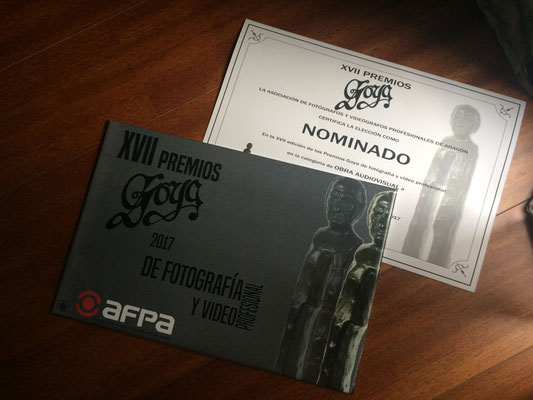 XVII PREMIOS
Goya
LA ASOCIACIÓN DE FOTÓGRAFOS Y VIDEÓGRAFOS PROFESIONALES DE ARAGÓN
CERTIFICA LA ELECCIÓN COMO
NOMINADO
En la XVII edición de los Premios Goya de fotografía y video profesional
en la categoría de OBRA AUDIOVISUAL
XVII PREMIOS
Goya
2017
DE FOTOGRAFÍA
Y VIDEO
PROFESIONAL
AFPA